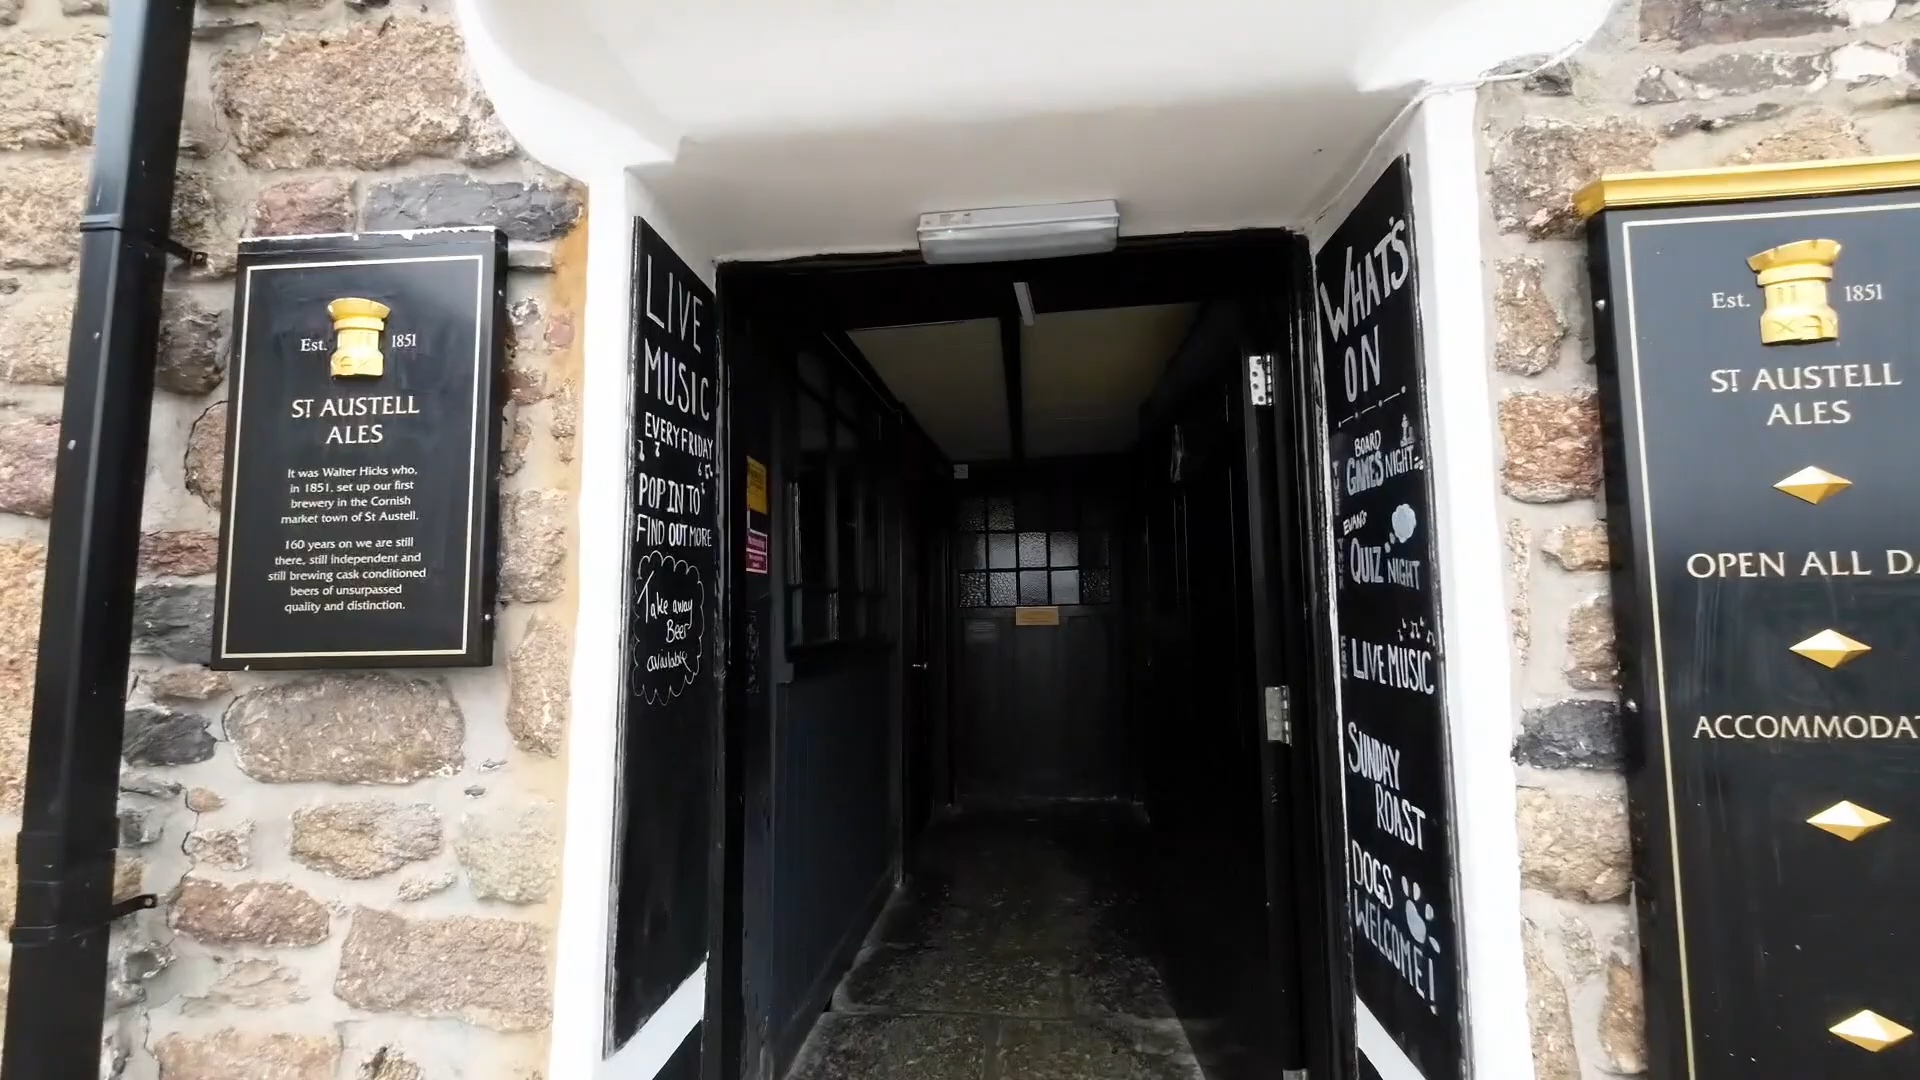 Est. 1851
ST AUSTELL
ALES
It was Walter Hicks who,
in 1851, set up our first
brewery in the Cornish
market town of St Austell.
160 years on we are still
there, still independent and
still brewing cask conditioned
beers of unsurpassed
quality and distinction.
LIVE
MUSIC
EVERY FRIDAY
POP IN TO
FIND OUT MORE
Take away
Beer
WHAT'S
ON
BOARD
GAMES NIGHT
EVAN'S
QUIZ NIGHT
LIVE MUSIC
SUNDAY
ROAST
DOGS
WELCOME!
Est. 1851
ST AUSTELL
ALES
OPEN ALL DA
ACCOMMODAT